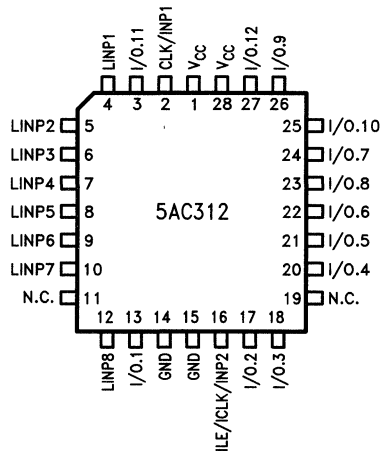 LINP1 I/O.11 CLK/INP1 VCC VCC I/O.12 I/O.9
4 3 2 1 28 27 26
LINP2 5 25 I/O.10
LINP3 6 24 I/O.7
LINP4 7 23 I/O.8
LINP5 8 5AC312 22 I/O.6
LINP6 9 21 I/O.5
LINP7 10 20 I/O.4
N.C. 11 19 N.C.
12 13 14 15 16 17 18
LINP8 I/O.1 GND GND ILE/ICLK/INP2 I/O.2 I/O.3